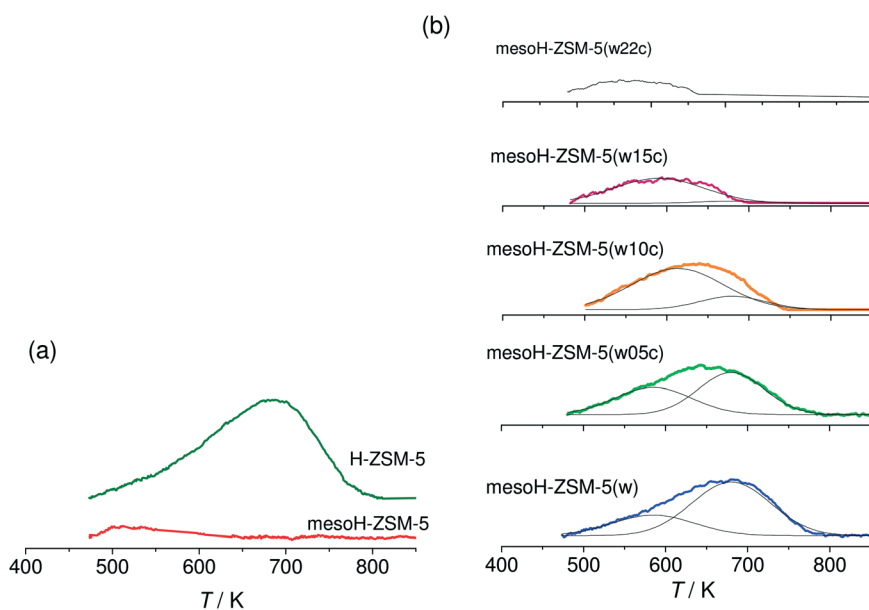 (b)
mesoH-ZSM-5(w22c)
mesoH-ZSM-5(w15c)
mesoH-ZSM-5(w10c)
mesoH-ZSM-5(w05c)
mesoH-ZSM-5(w)
400 500 600 700 800
T / K
(a)
H-ZSM-5
mesoH-ZSM-5
400 500 600 700 800
T / K